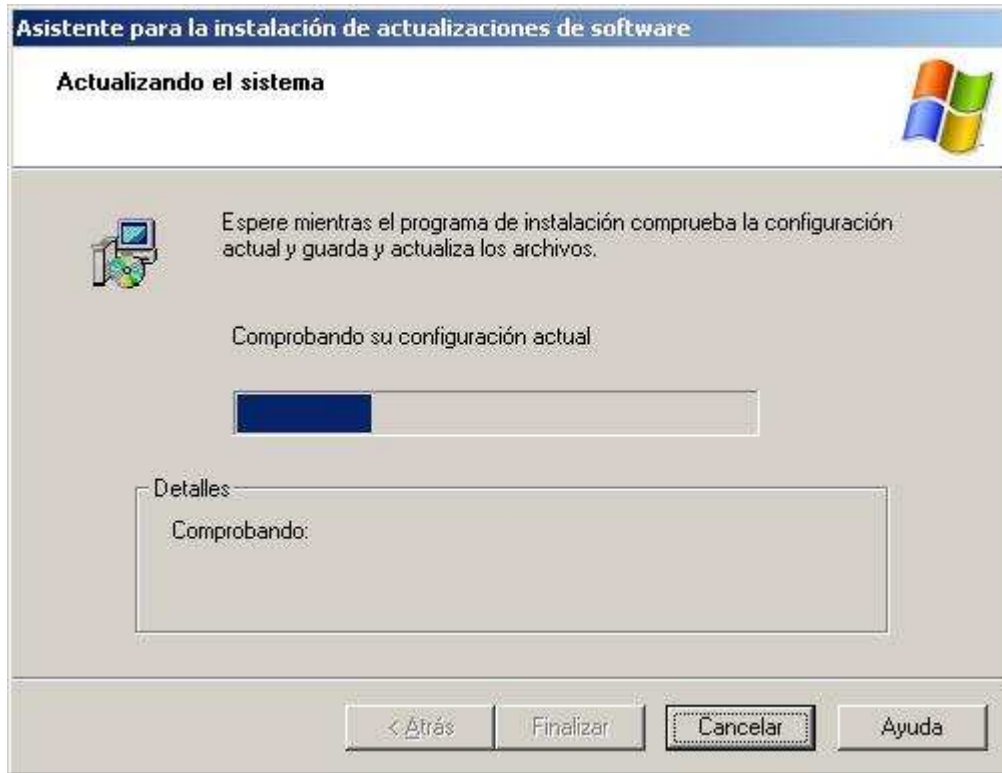 Asistente para la instalación de actualizaciones de software
Actualizando el sistema
Espere mientras el programa de instalación comprueba la configuración
actual y guarda y actualiza los archivos.
Comprobando su configuración actual
Detalles
Comprobando:
< Atrás
Finalizar
Cancelar
Ayuda